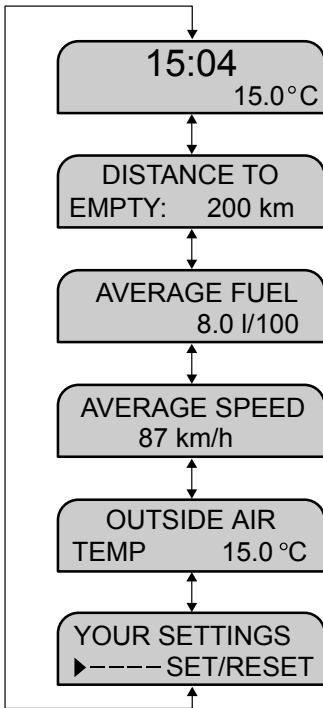 15:04
15.0°C
DISTANCE TO
EMPTY: 200 km
AVERAGE FUEL
8.0 l/100
AVERAGE SPEED
87 km/h
OUTSIDE AIR
TEMP 15.0 °C
YOUR SETTINGS
▶---- SET/RESET